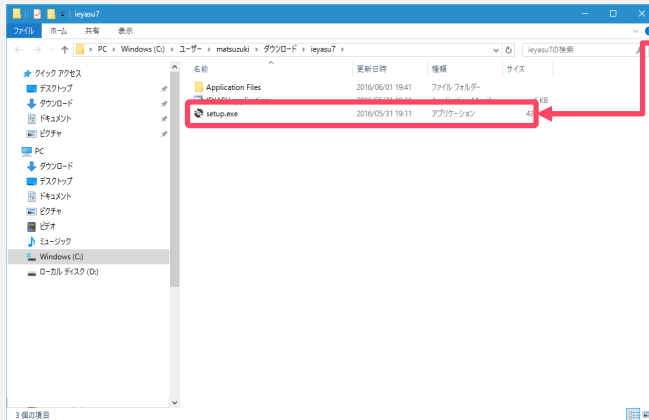 ieyasu7
ファイル ホーム 共有 表示
PC > Windows (C:) > ユーザー > matsuzuki > ダウンロード > ieyasu7 >
ieyasu7の検索
名前 更新日時 種類 サイズ
クイック アクセス
デスクトップ
ダウンロード
ドキュメント
ピクチャ
PC
ダウンロード
デスクトップ
ドキュメント
ピクチャ
ビデオ
ミュージック
Windows (C:)
ローカル ディスク (D:)
Application Files 2016/06/01 19:41 ファイル フォルダー
KB
setup.exe 2016/05/31 19:11 アプリケーション
3 個の項目